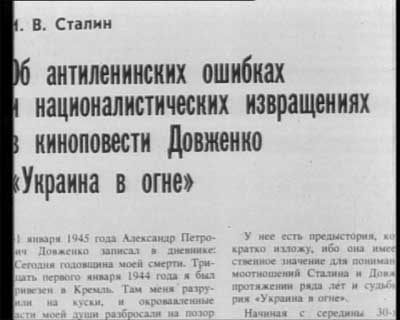 И. В. Сталин
Об антиленинских ошибках
и националистических извращениях
в киноповести Довженко
«Украина в огне»
1 января 1945 года Александр Петро-
ич Довженко записал в дневнике:
Сегодня годовщина моей смерти. Три-
цать первого января 1944 года я был
ривезен в Кремль. Там меня разру-
или на куски, и окровавленные
асти моей души разбросали на позор
У нее есть предыстория, ко
кратко изложу, ибо она имее
ственное значение для понимани
моотношений Сталина и Довж
протяжении ряда лет и судьбы
рия «Украина в огне».
Начиная с середины 30-х